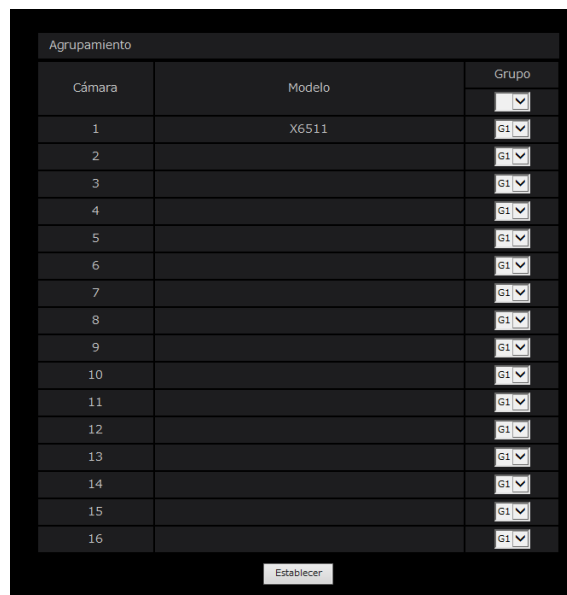 Agrupamiento
Cámara Modelo Grupo
1 X6511 G1
2 G1
3 G1
4 G1
5 G1
6 G1
7 G1
8 G1
9 G1
10 G1
11 G1
12 G1
13 G1
14 G1
15 G1
16 G1
Establecer